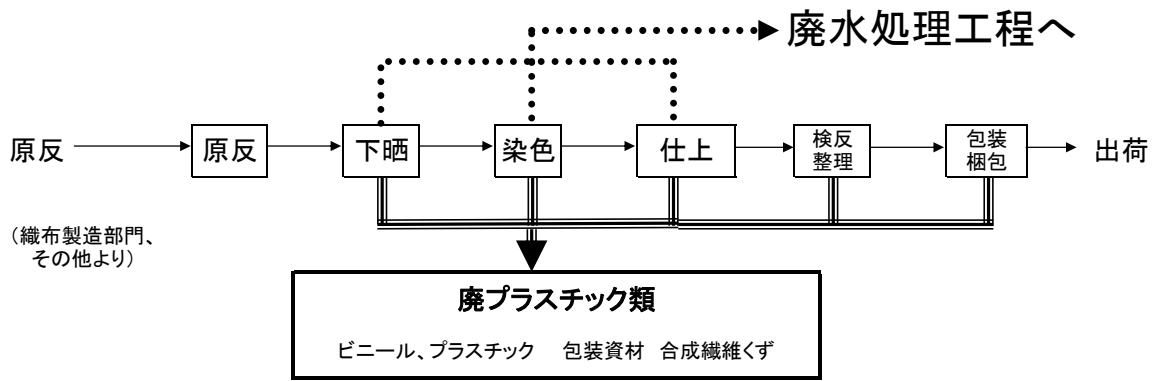 廃水処理工程へ
原反
原反
下晒
染色
仕上
検反
整理
包装
梱包
出荷
(織布製造部門、
その他より)
廃プラスチック類
ビニール、プラスチック 包装資材 合成繊維くず